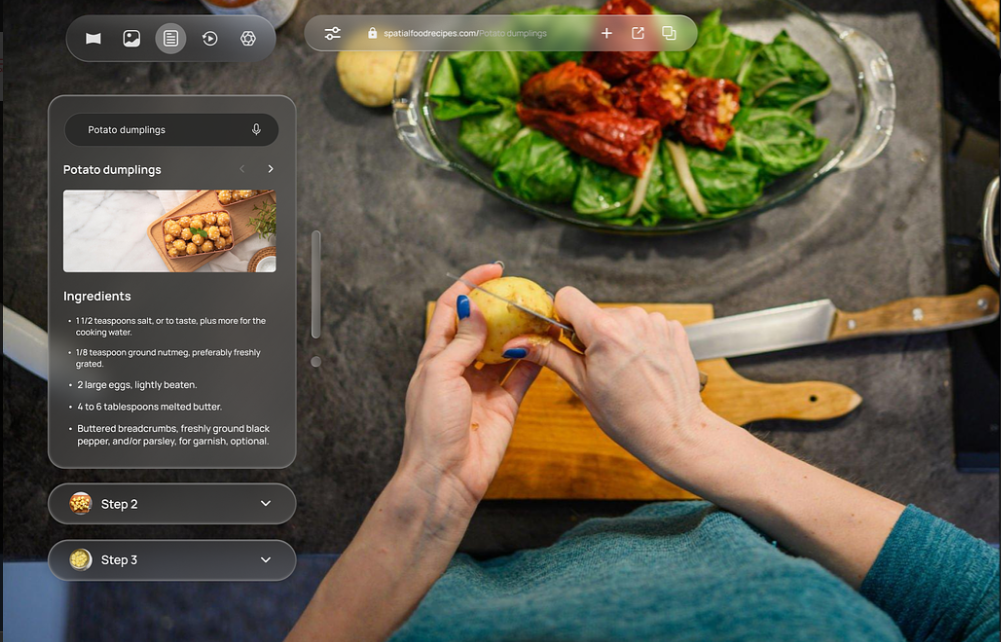 spatialfoodrecipes.com/Potato dumplings
Potato dumplings
Potato dumplings
Ingredients
• 1 1/2 teaspoons salt, or to taste, plus more for the
cooking water.
• 1/8 teaspoon ground nutmeg, preferably freshly
grated.
• 2 large eggs, lightly beaten.
• 4 to 6 tablespoons melted butter.
• Buttered breadcrumbs, freshly ground black
pepper, and/or parsley, for garnish, optional.
Step 2
Step 3